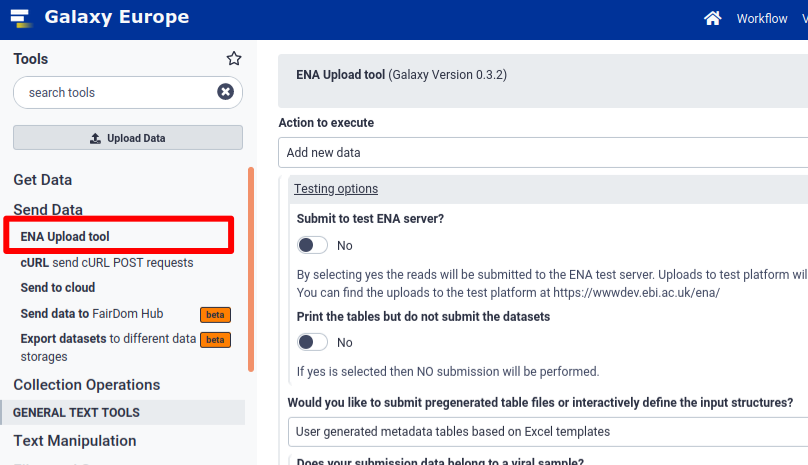 Galaxy Europe
Workflow
Tools
search tools
Upload Data
Get Data
Send Data
ENA Upload tool
cURL send cURL POST requests
Send to cloud
Send data to FairDom Hub beta
Export datasets to different data beta
storages
Collection Operations
GENERAL TEXT TOOLS
Text Manipulation
ENA Upload tool (Galaxy Version 0.3.2)
Action to execute
Add new data
Testing options
Submit to test ENA server?
No
By selecting yes the reads will be submitted to the ENA test server. Uploads to test platform wil
You can find the uploads to the test platform at https://wwwdev.ebi.ac.uk/ena/
Print the tables but do not submit the datasets
No
If yes is selected then NO submission will be performed.
Would you like to submit pregenerated table files or interactively define the input structures?
User generated metadata tables based on Excel templates
Does your submission data belong to a viral sample?